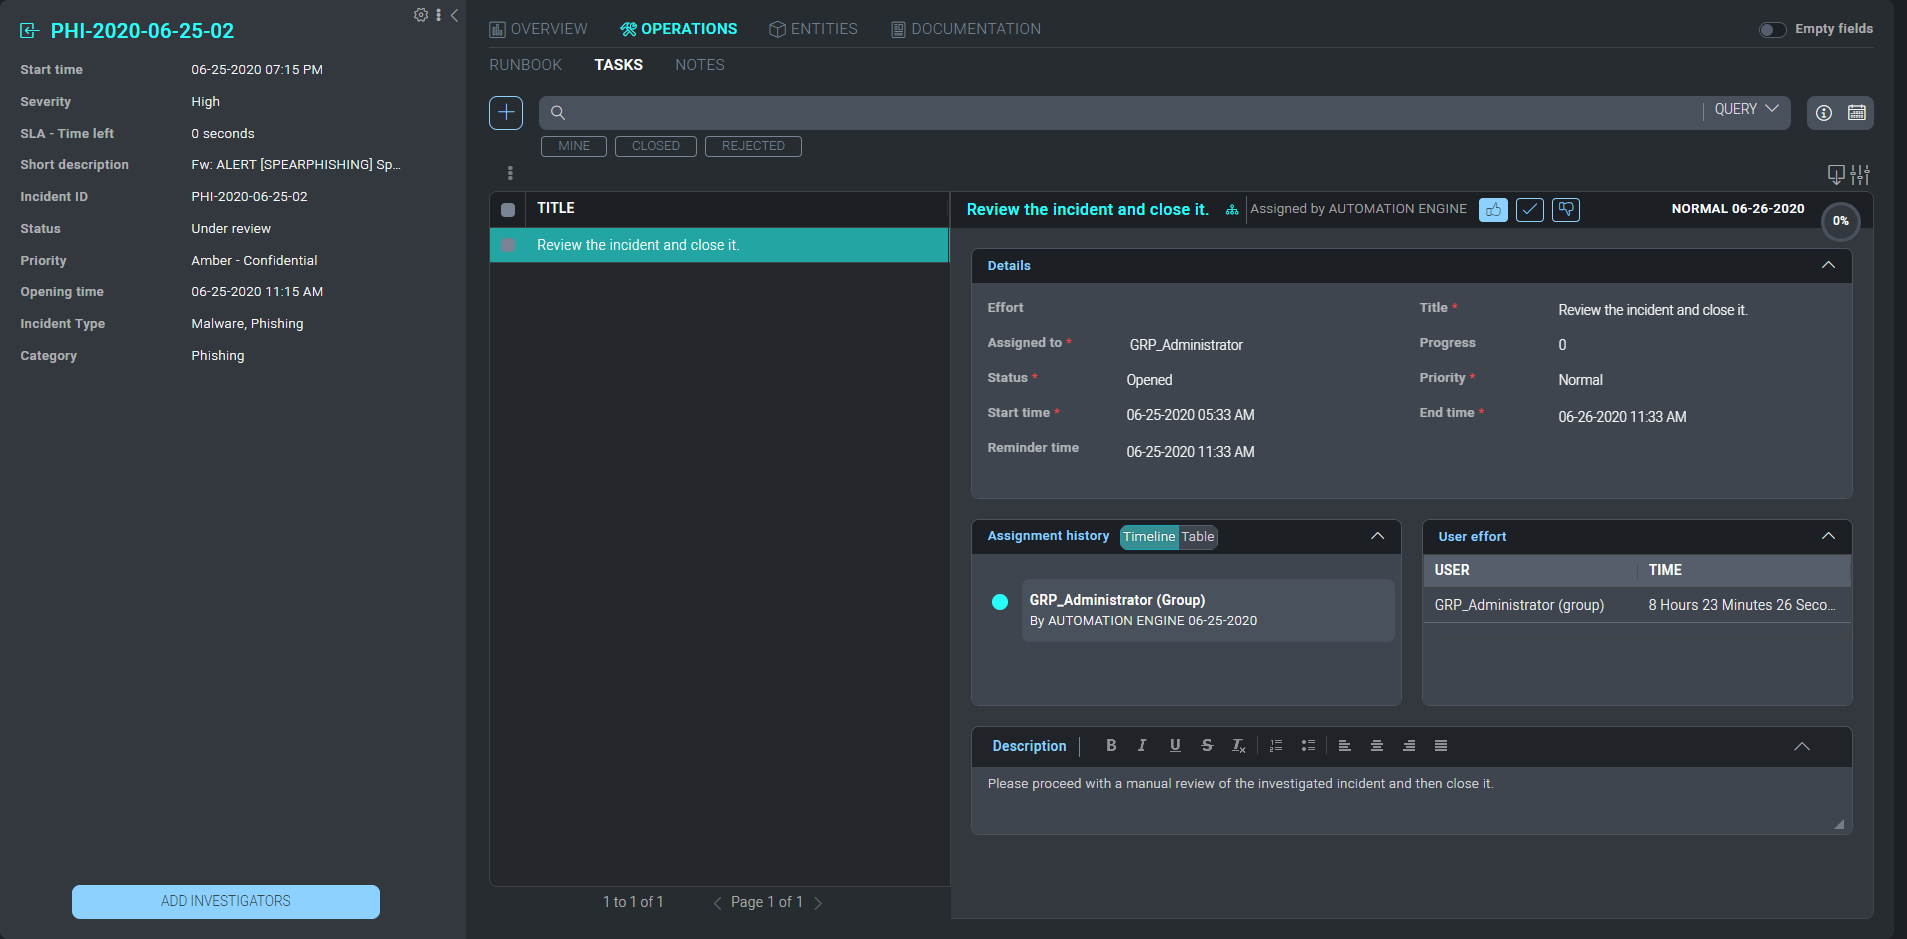 PHI-2020-06-25-02
Start time 06-25-2020 07:15 PM
Severity High
SLA - Time left 0 seconds
Short description Fw: ALERT [SPEARPHISHING] Sp...
Incident ID PHI-2020-06-25-02
Status Under review
Priority Amber - Confidential
Opening time 06-25-2020 11:15 AM
Incident Type Malware, Phishing
Category Phishing
ADD INVESTIGATORS
OVERVIEW OPERATIONS ENTITIES DOCUMENTATION Empty fields
RUNBOOK TASKS NOTES
QUERY
MINE CLOSED REJECTED
TITLE
Review the incident and close it.
1 to 1 of 1 Page 1 of 1
Review the incident and close it. Assigned by AUTOMATION ENGINE NORMAL 06-26-2020 0%
Details
Effort Title * Review the incident and close it.
Assigned to * GRP_Administrator Progress 0
Status * Opened Priority * Normal
Start time * 06-25-2020 05:33 AM End time * 06-26-2020 11:33 AM
Reminder time 06-25-2020 11:33 AM
Assignment history Timeline Table
GRP_Administrator (Group)
By AUTOMATION ENGINE 06-25-2020
User effort
USER TIME
GRP_Administrator (group) 8 Hours 23 Minutes 26 Seco...
Description B I U S Tx
Please proceed with a manual review of the investigated incident and then close it.